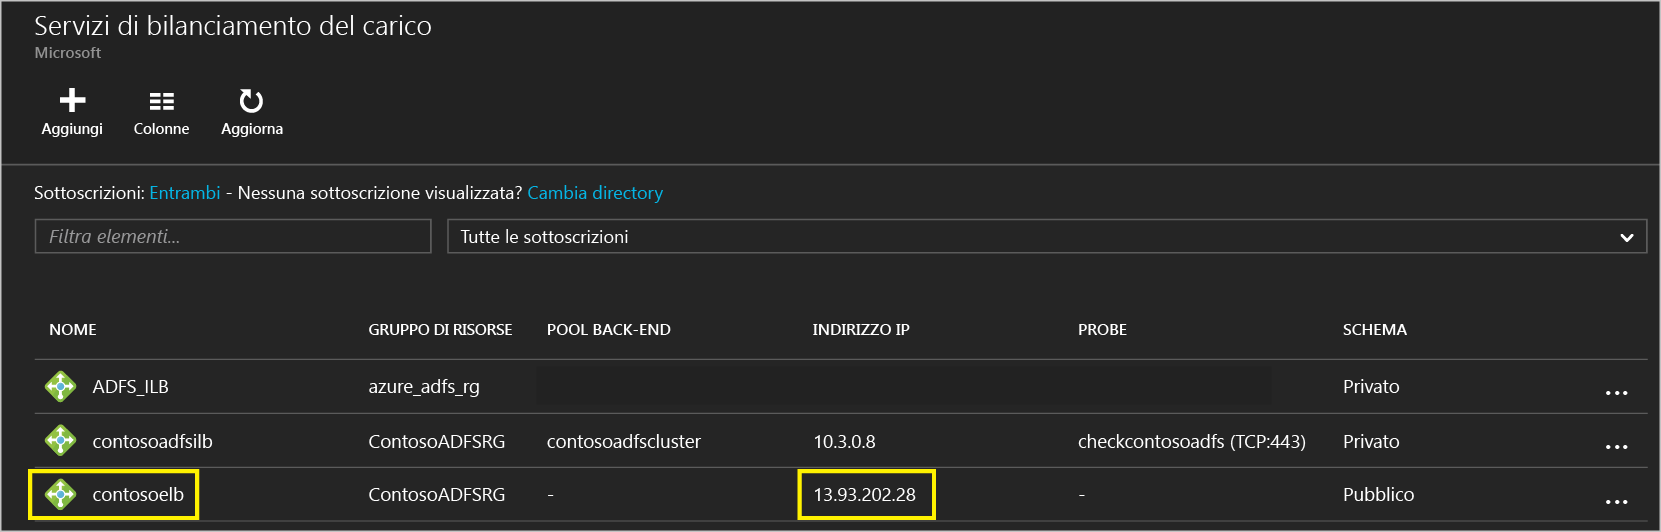 Servizi di bilanciamento del carico
Microsoft
Aggiungi Colonne Aggiorna
Sottoscrizioni: Entrambi - Nessuna sottoscrizione visualizzata? Cambia directory
Filtra elementi... Tutte le sottoscrizioni
NOME GRUPPO DI RISORSE POOL BACK-END INDIRIZZO IP PROBE SCHEMA
ADFS_ILB azure_adfs_rg Privato ...
contosoadfsilb ContosoADFSRG contosoadfscluster 10.3.0.8 checkcontosoadfs (TCP:443) Privato ...
contosoelb ContosoADFSRG - 13.93.202.28 - Pubblico ...